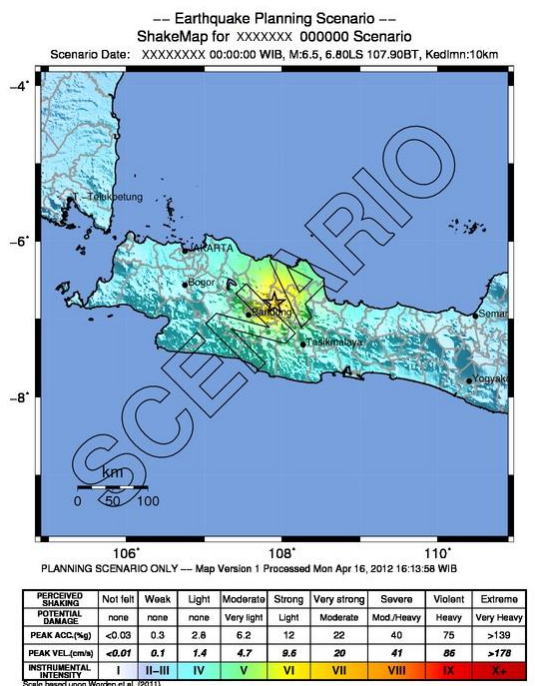 -- Earthquake Planning Scenario --
ShakeMap for XXXXXXX 000000 Scenario
Scenario Date: XXXXXXXX 00:00:00 WIB, M:6.5, 6.80LS 107.90BT, Kedlmn:10km
-4°
T.-Telukpetung
-6°
JAKARTA
Bogor
Bandung
Semar
Tasikmalaya
Yogyak
-8°
SCENARIO
km
0 50 100
106° 108° 110°
PLANNING SCENARIO ONLY -- Map Version 1 Processed Mon Apr 16, 2012 16:13:58 WIB
PERCEIVED SHAKING Not felt Weak Light Moderate Strong Very strong Severe Violent Extreme
POTENTIAL DAMAGE none none none Very light Light Moderate Mod./Heavy Heavy Very Heavy
PEAK ACC.(%g) <0.03 0.3 2.8 6.2 12 22 40 75 >139
PEAK VEL.(cm/s) <0.01 0.1 1.4 4.7 9.6 20 41 86 >178
INSTRUMENTAL INTENSITY I II-III IV V VI VII VIII IX X+
Scale based upon Worden et al. (2011)